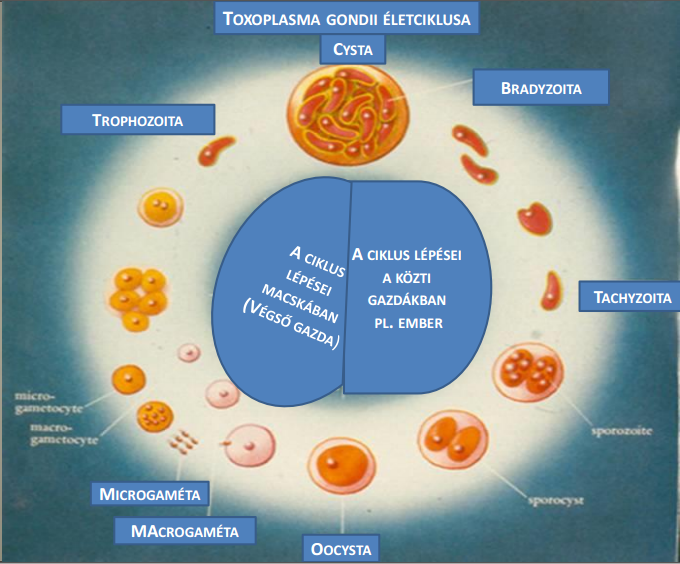 TOXOPLASMA GONDII ÉLETCIKLUSA
CYSTA
BRADYZOITA
TROPHOZOITA
A CIKLUS
LÉPÉSEI
MACSKÁBAN
(VÉGSŐ GAZDA)
A CIKLUS LÉPÉSEI
A KÖZTI
GAZDÁKBAN
PL. EMBER
TACHYZOITA
micro-
gametocyte
macro-
gametocyte
sporozoite
sporocyst
MICROGAMÉTA
MACROGAMÉTA
OOCYSTA